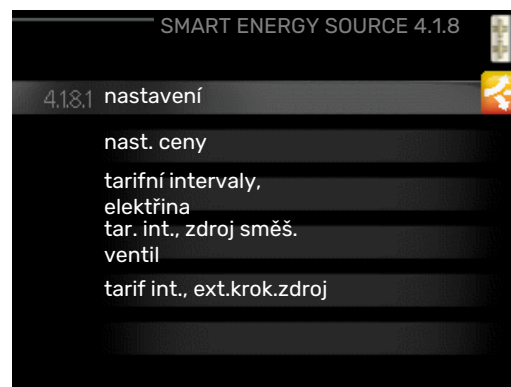 SMART ENERGY SOURCE 4.1.8
4.1.8.1 nastavení
nast. ceny
tarifní intervaly,
elektřina
tar. int., zdroj směš.
ventil
tarif int., ext.krok.zdroj